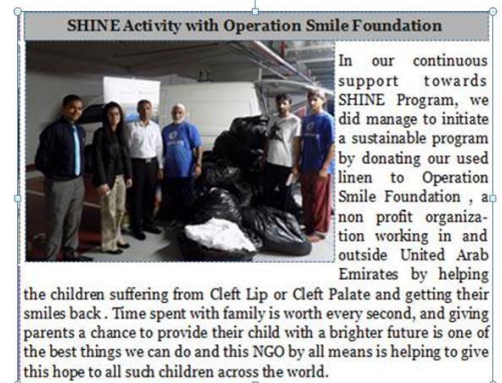 SHINE Activity with Operation Smile Foundation
In our continuous
support towards
SHINE Program, we
did manage to initiate
a sustainable program
by donating our used
linen to Operation
Smile Foundation , a
non profit organiza-
tion working in and
outside United Arab
Emirates by helping
the children suffering from Cleft Lip or Cleft Palate and getting their
smiles back . Time spent with family is worth every second, and giving
parents a chance to provide their child with a brighter future is one of
the best things we can do and this NGO by all means is helping to give
this hope to all such children across the world.